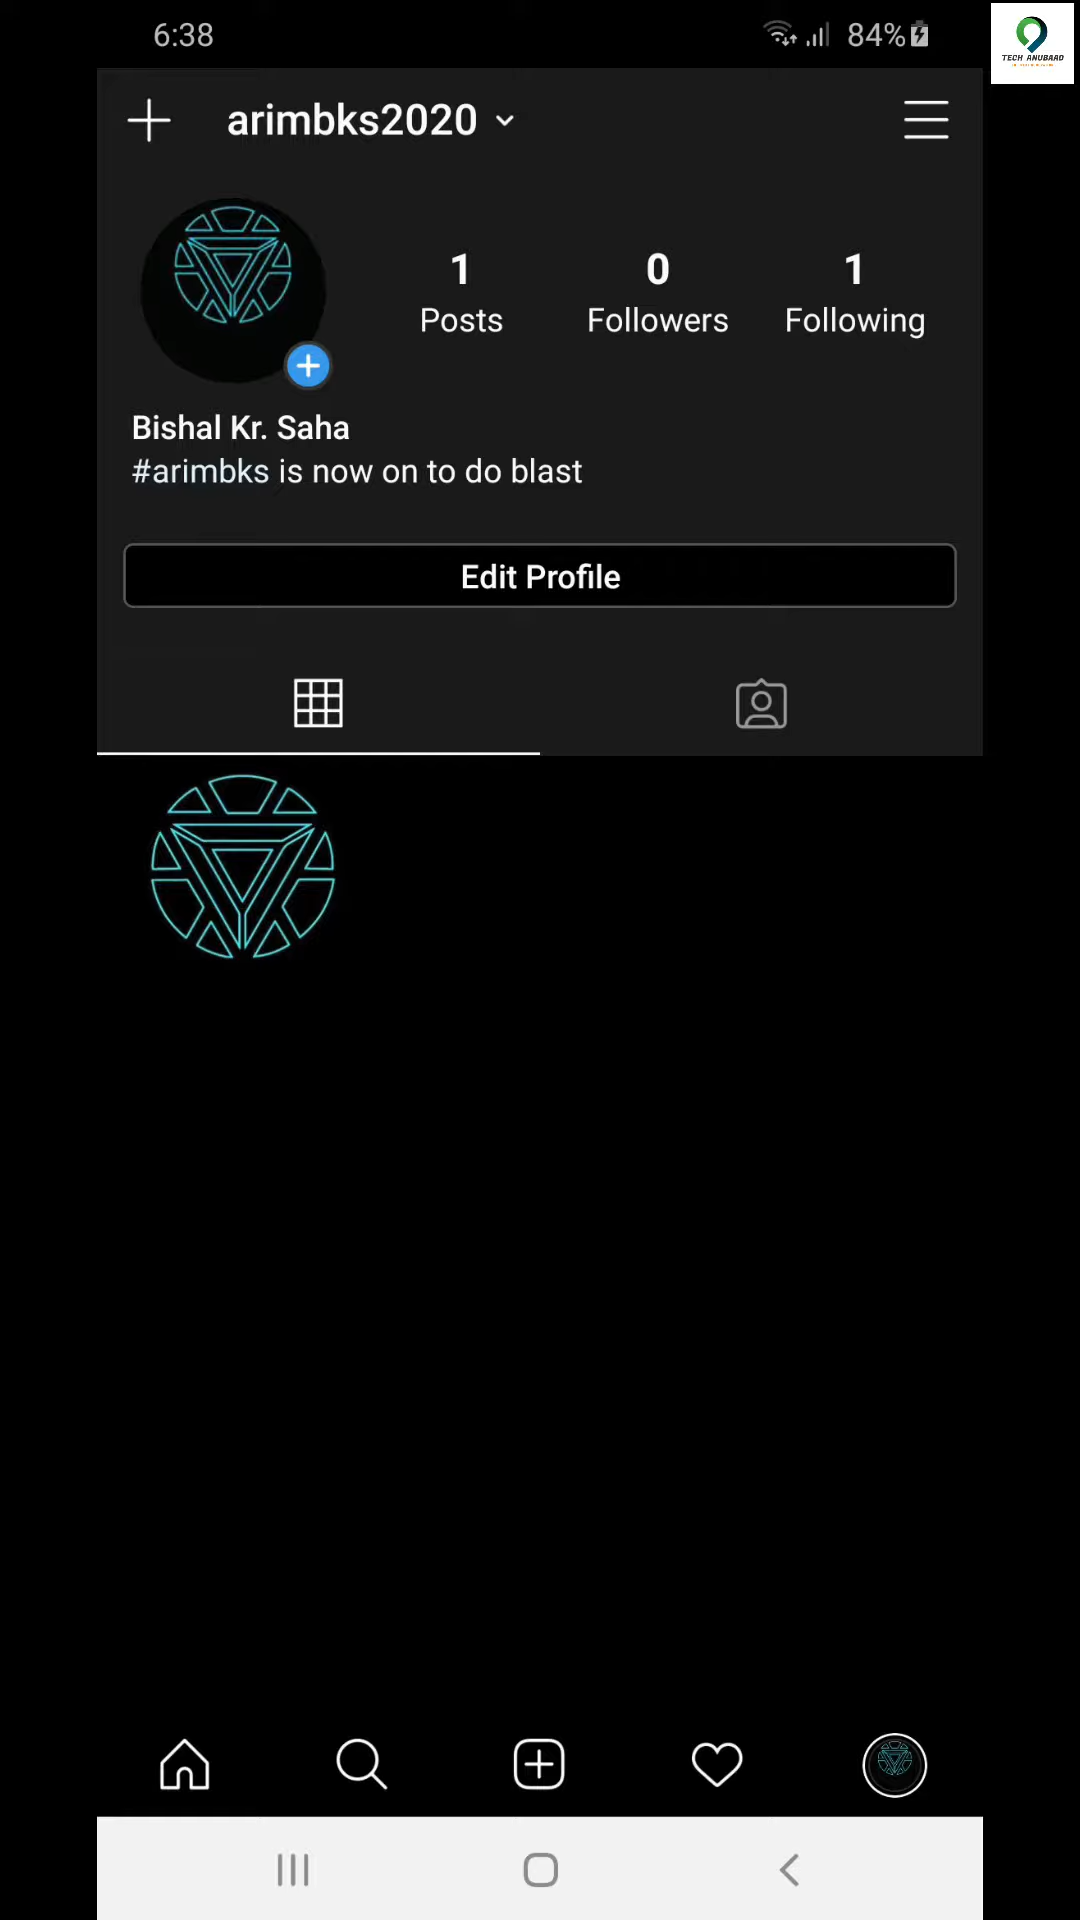 6:38
84%
TECH ANUBAAD
arimbks2020
1
0
1
Posts
Followers
Following
Bishal Kr. Saha
#arimbks is now on to do blast
Edit Profile